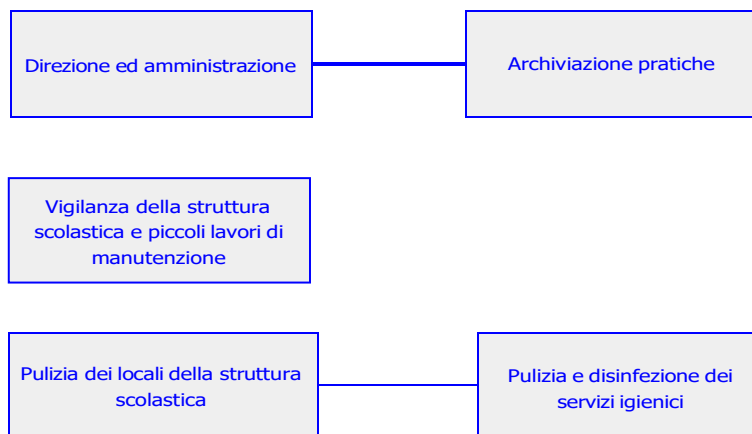 Direzione ed amministrazione
Archiviazione pratiche
Vigilanza della struttura
scolastica e piccoli lavori di
manutenzione
Pulizia dei locali della struttura
scolastica
Pulizia e disinfezione dei
servizi igienici